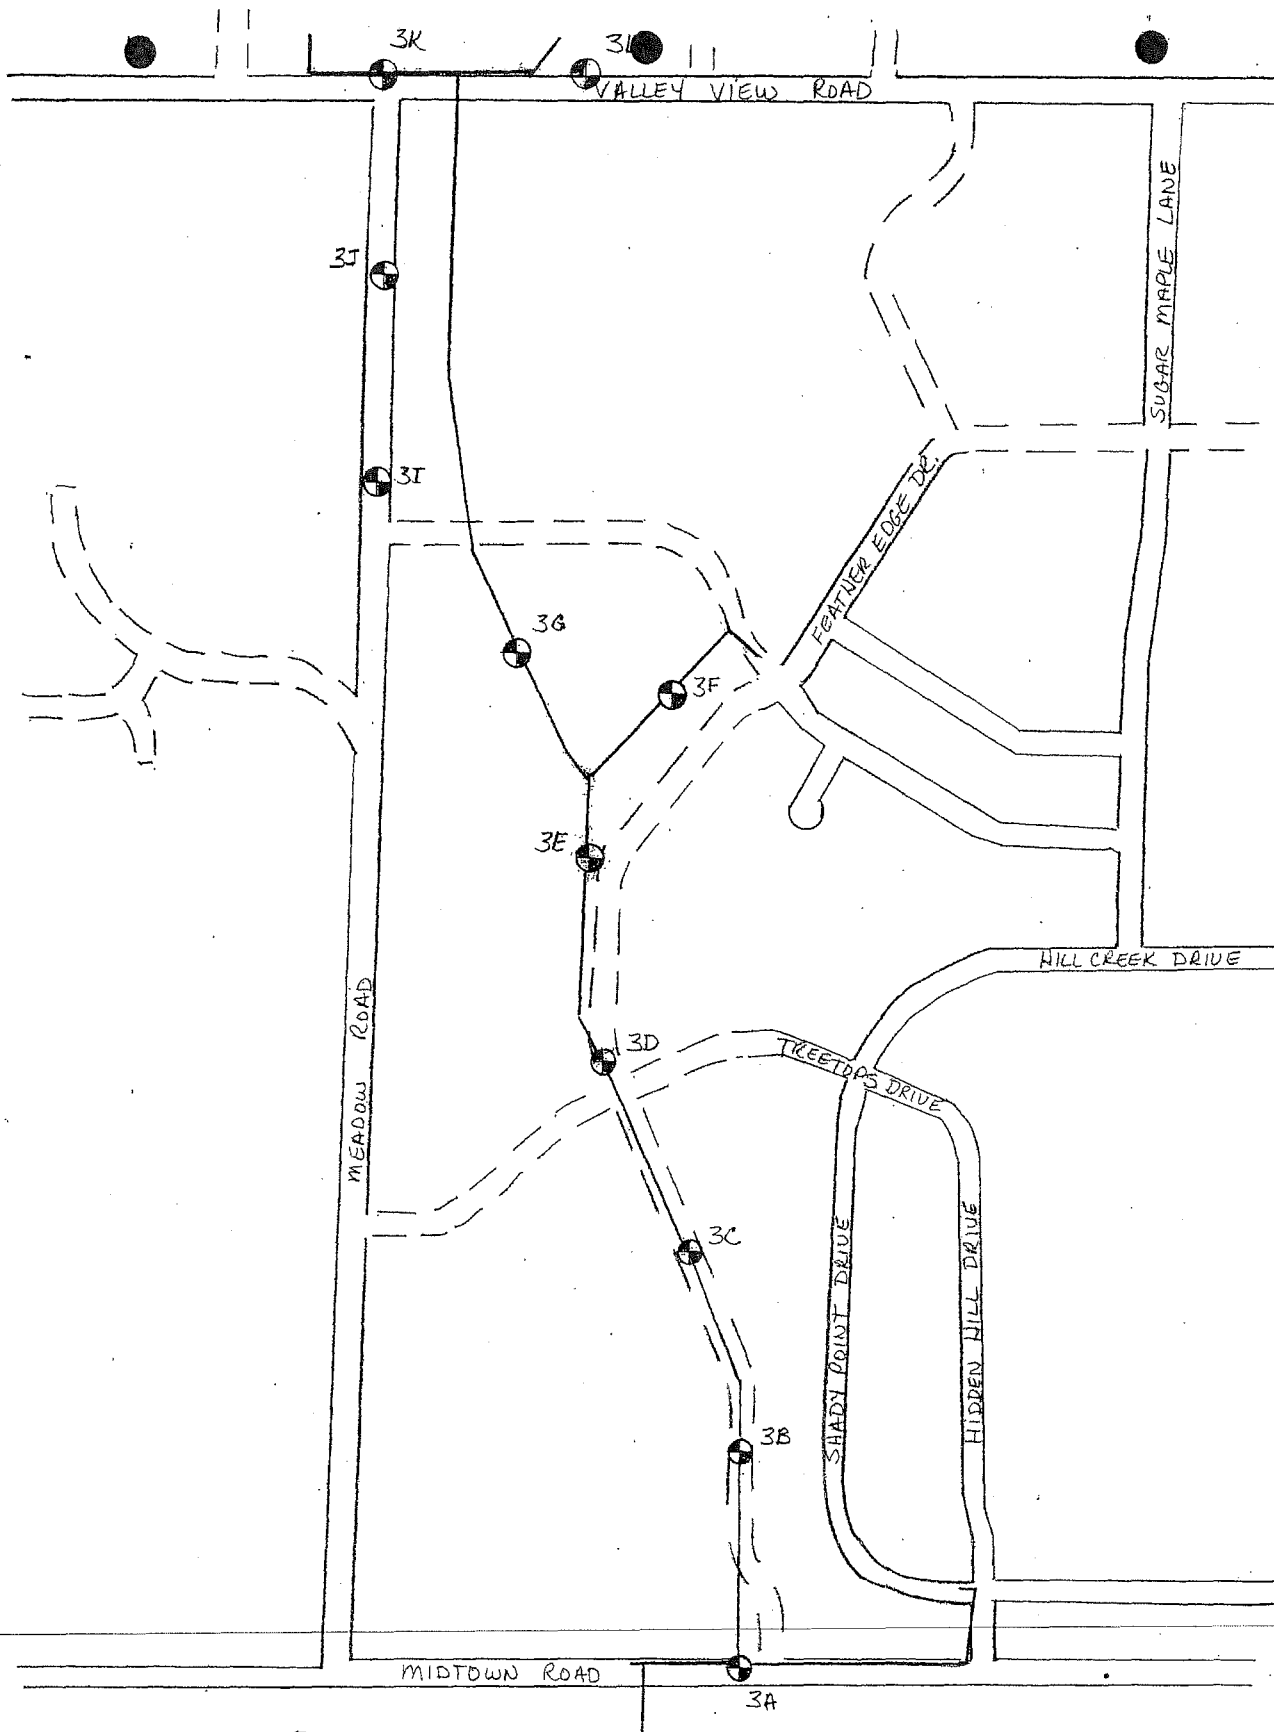 3K
3L
VALLEY VIEW ROAD
SUGAR MAPLE LANE
3J
3I
FEATHER EDGE DR.
3G
3F
3E
HILL CREEK DRIVE
MEADOW ROAD
3D
TREETOPS DRIVE
3C
SHADY POINT DRIVE
HIDDEN HILL DRIVE
3B
MIDTOWN ROAD
3A